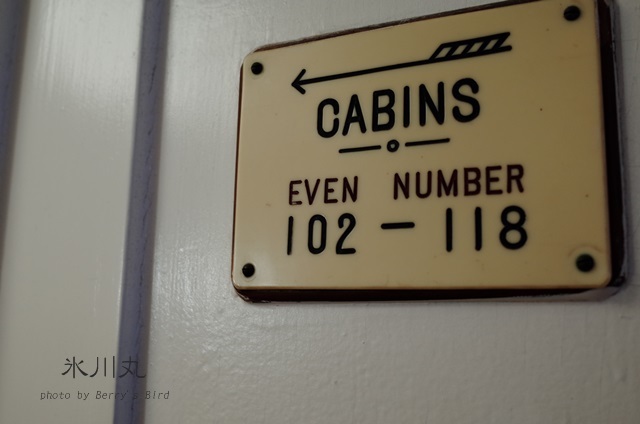 CABINS
EVEN NUMBER
102 — 118
氷川丸
photo by Berry's Bird